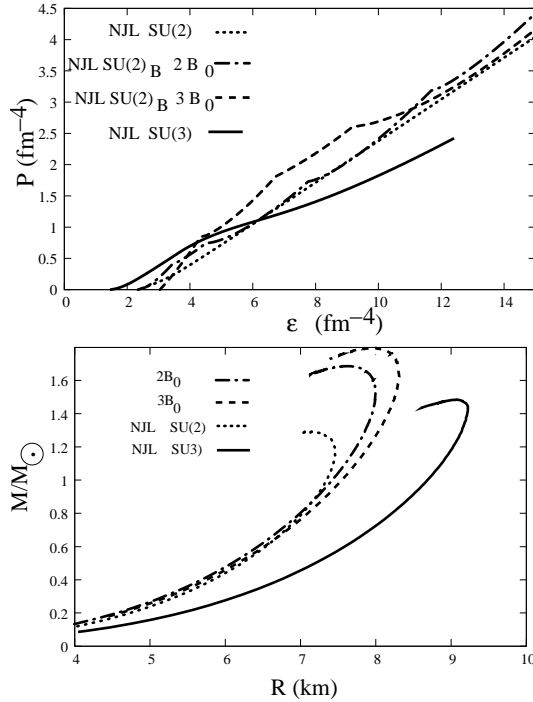 4.5
4
3.5
3
2.5
2
1.5
1
0.5
0
P (fm⁻⁴)
NJL SU(2)
NJL SU(2)B 2 B0
NJL SU(2)B 3 B0
NJL SU(3)
0 2 4 6 8 10 12 14
ε (fm⁻⁴)
1.6
1.4
1.2
1
0.8
0.6
0.4
0.2
0
M/M☉
2B0
3B0
NJL SU(2)
NJL SU3)
4 5 6 7 8 9 10
R (km)